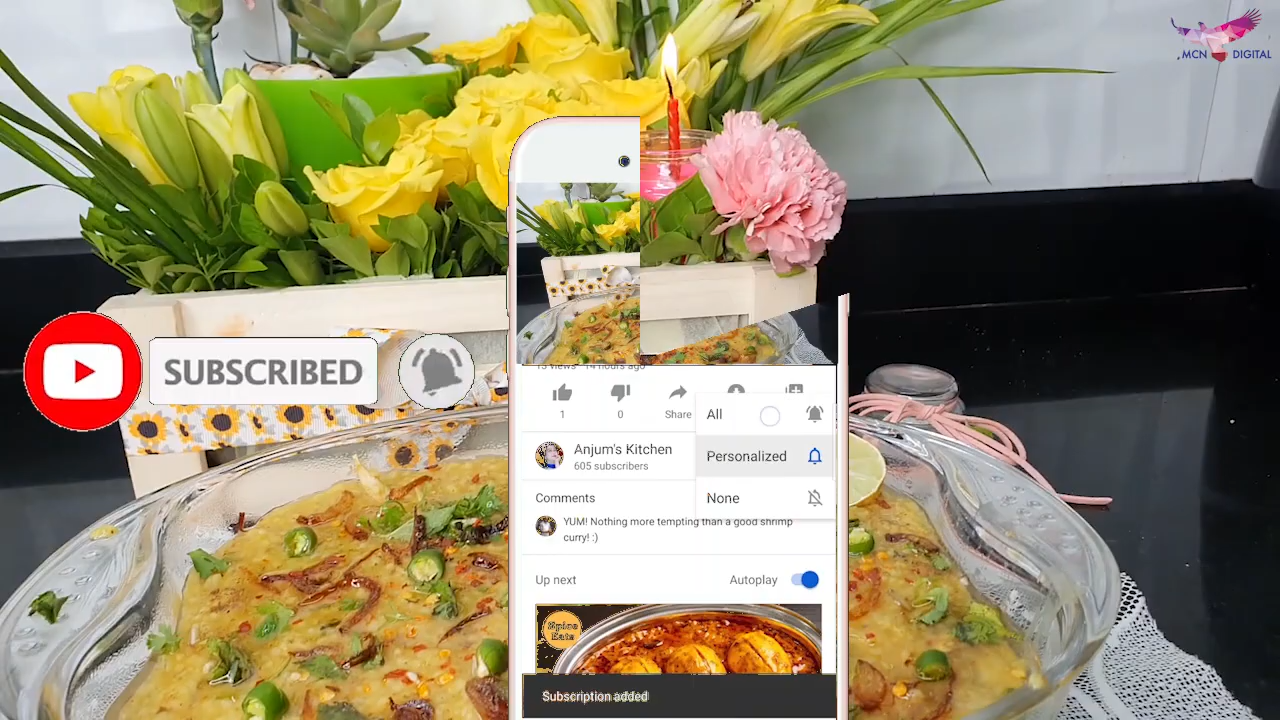 MCN DIGITAL
SUBSCRIBED
1 0 Share
All
Personalized
None
Anjum's Kitchen
605 subscribers
Comments
YUM! Nothing more tempting than a good shrimp
curry! :)
Up next Autoplay
Spice
Eats
Subscription added